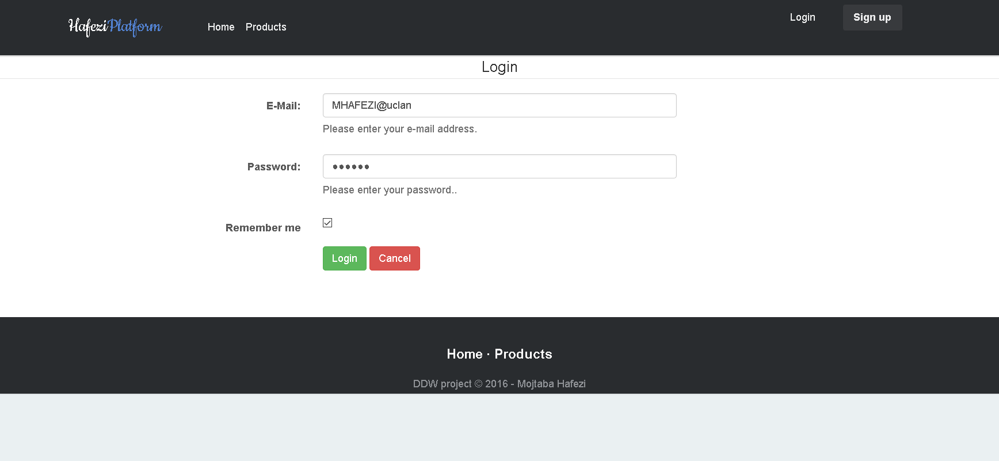 HafeziPlatform Home Products Login Sign up
Login
E-Mail: MHAFEZI@uclan
Please enter your e-mail address.
Password: ●●●●●●
Please enter your password..
Remember me
Login Cancel
Home · Products
DDW project © 2016 - Mojtaba Hafezi